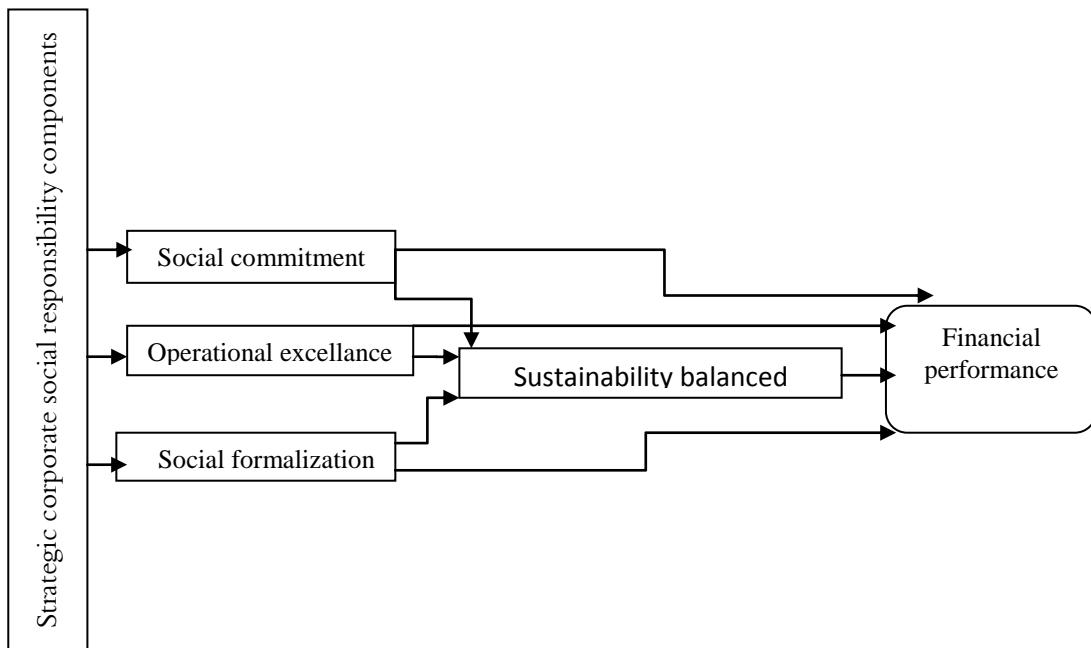 Strategic corporate social responsibility components
Social commitment
Operational excellance
Social formalization
Sustainability balanced
Financial
performance